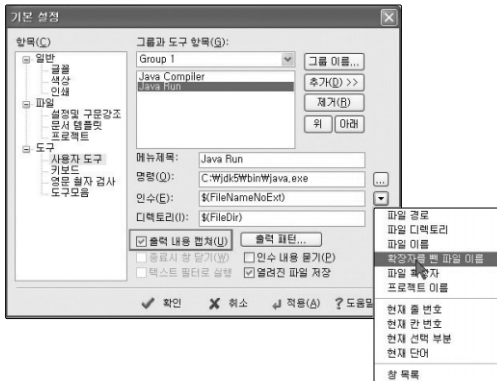 기본 설정
항목(C)
일반
글꼴
색상
인쇄
파일
설정및 구문강조
문서 템플릿
프로젝트
도구
사용자 도구
키보드
영문 철자 검사
도구모음
그룹과 도구 항목(G):
Group 1
그룹 이름...
Java Compiler
Java Run
추가(D) >>
제거(R)
위
아래
메뉴제목:
Java Run
명령(O):
C:₩jdk5₩bin₩java.exe
...
인수(E):
$(FileNameNoExt)
디렉토리(I):
$(FileDir)
출력 내용 캡쳐(U)
출력 패턴...
종료시 창 닫기(W)
인수 내용 묻기(P)
텍스트 필터로 실행
열려진 파일 저장
확인
취소
적용(A)
도움말
파일 경로
파일 디렉토리
파일 이름
확장자를 뺀 파일 이름
파일 확장자
프로젝트 이름
현재 줄 번호
현재 칸 번호
현재 선택 부분
현재 단어
창 목록